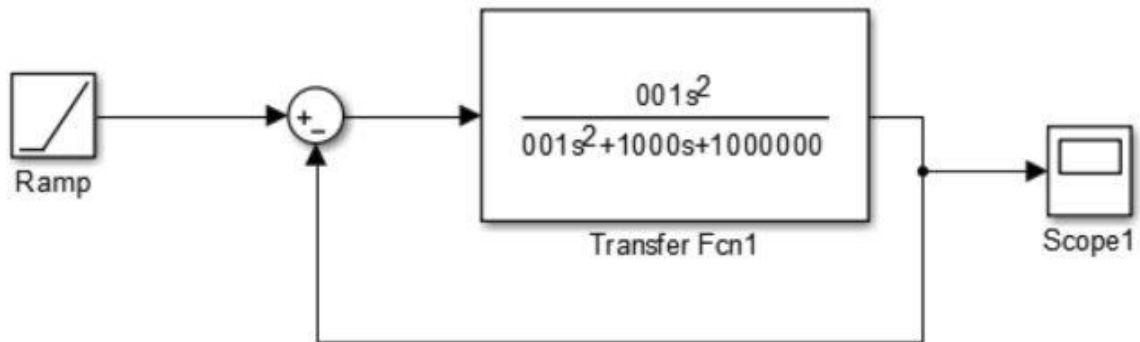 001s²
001s²+1000s+1000000
+
−
Ramp
Transfer Fcn1
Scope1